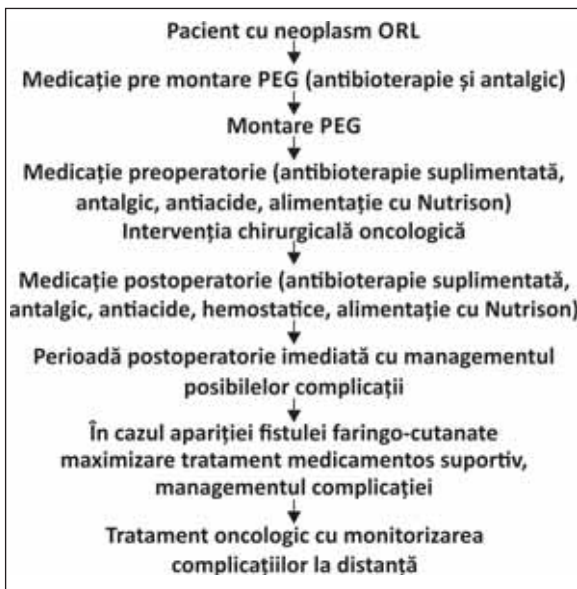 Pacient cu neoplasm ORL
Medicație pre montare PEG (antibioterapie și antalgic)
Montare PEG
Medicație preoperatorie (antibioterapie suplimentată,
antalgic, antiacide, alimentație cu Nutrison)
Intervenția chirurgicală oncologică
Medicație postoperatorie (antibioterapie suplimentată,
antalgic, antiacide, hemostatice, alimentație cu Nutrison)
Perioadă postoperatorie imediată cu managementul
posibilelor complicații
În cazul apariției fistulei faringo-cutanate
maximizare tratament medicamentos suportiv,
managementul complicației
Tratament oncologic cu monitorizarea
complicațiilor la distanță